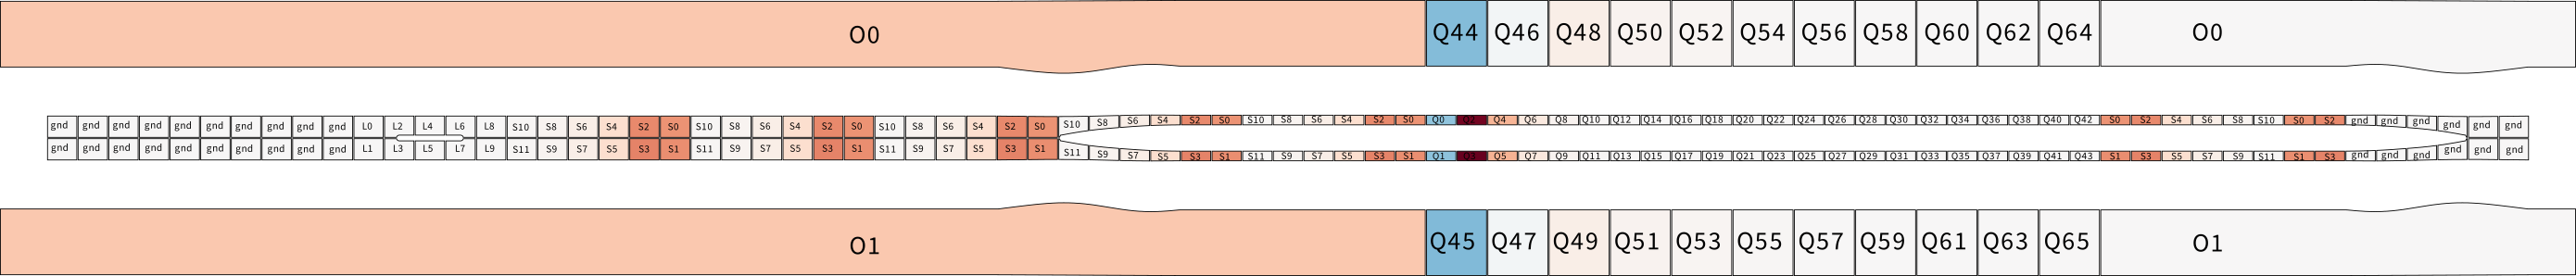 O0 Q44 Q46 Q48 Q50 Q52 Q54 Q56 Q58 Q60 Q62 Q64 O0
gnd gnd gnd gnd gnd gnd gnd gnd gnd gnd L0 L2 L4 L6 L8 S10 S8 S6 S4 S2 S0 S10 S8 S6 S4 S2 S0 S10 S8 S6 S4 S2 S0 S10 S8 S6 S4 S2 S0 S10 S8 S6 S4 S2 S0 Q0 Q2 Q4 Q6 Q8 Q10 Q12 Q14 Q16 Q18 Q20 Q22 Q24 Q26 Q28 Q30 Q32 Q34 Q36 Q38 Q40 Q42 S0 S2 S4 S6 S8 S10 S0 S2 gnd gnd gnd gnd gnd gnd
gnd gnd gnd gnd gnd gnd gnd gnd gnd gnd L1 L3 L5 L7 L9 S11 S9 S7 S5 S3 S1 S11 S9 S7 S5 S3 S1 S11 S9 S7 S5 S3 S1 S11 S9 S7 S5 S3 S1 S11 S9 S7 S5 S3 S1 Q1 Q3 Q5 Q7 Q9 Q11 Q13 Q15 Q17 Q19 Q21 Q23 Q25 Q27 Q29 Q31 Q33 Q35 Q37 Q39 Q41 Q43 S1 S3 S5 S7 S9 S11 S1 S3 gnd gnd gnd gnd gnd gnd
O1 Q45 Q47 Q49 Q51 Q53 Q55 Q57 Q59 Q61 Q63 Q65 O1